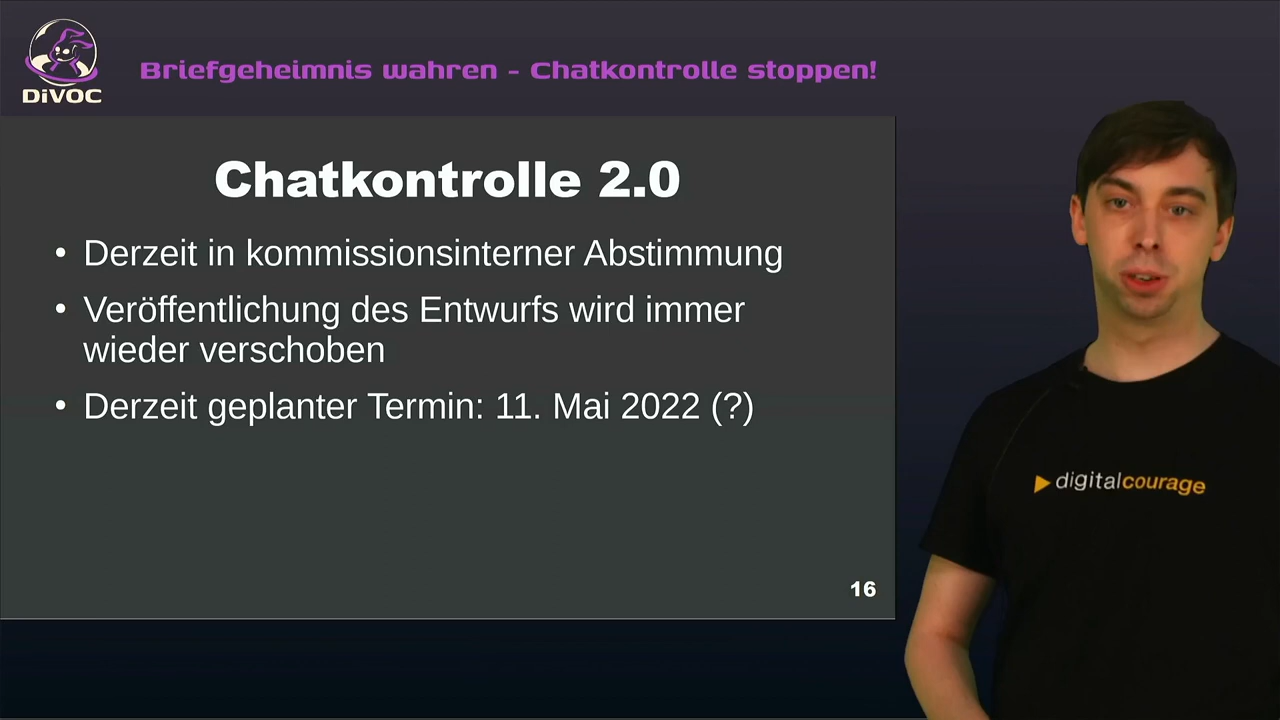 DiVOC
Briefgeheimnis wahren - Chatkontrolle stoppen!
Chatkontrolle 2.0
• Derzeit in kommissionsinterner Abstimmung
• Veröffentlichung des Entwurfs wird immer
wieder verschoben
• Derzeit geplanter Termin: 11. Mai 2022 (?)
16
digitalcourage